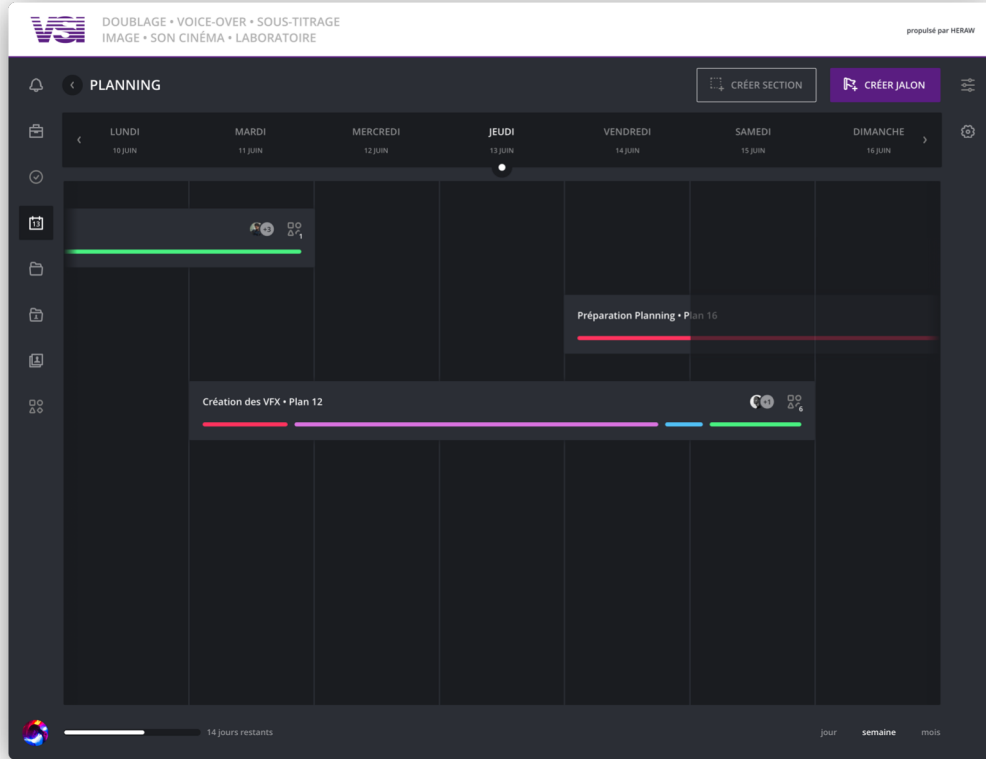 VSI
DOUBLAGE • VOICE-OVER • SOUS-TITRAGE
IMAGE • SON CINÉMA • LABORATOIRE
propulsé par HERAW
PLANNING
CRÉER SECTION
CRÉER JALON
LUNDI
10 JUIN
MARDI
11 JUIN
MERCREDI
12 JUIN
JEUDI
13 JUIN
VENDREDI
14 JUIN
SAMEDI
15 JUIN
DIMANCHE
16 JUIN
13
+3
1
Préparation Planning • Plan 16
Création des VFX • Plan 12
+1
6
14 jours restants
jour
semaine
mois